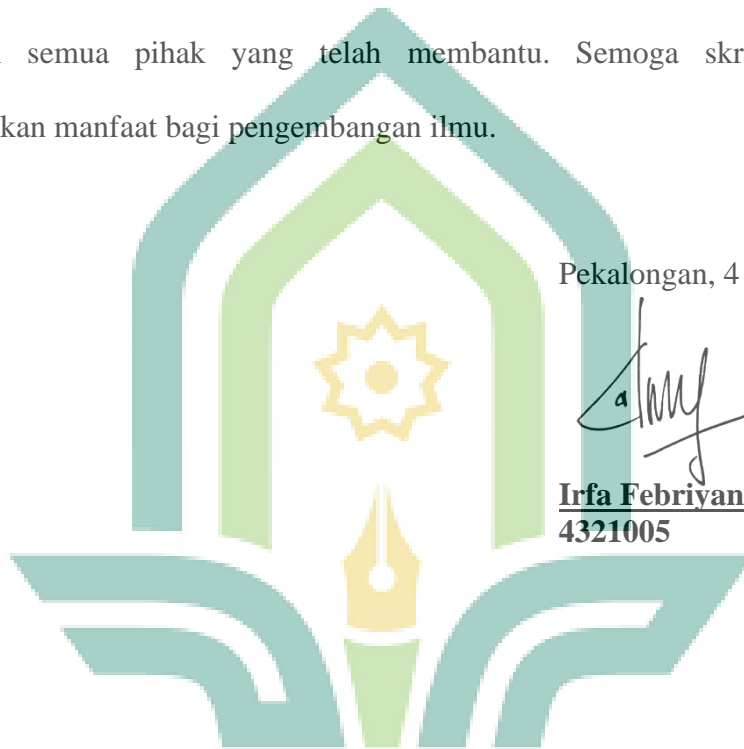 semua pihak yang telah membantu. Semoga skr
kan manfaat bagi pengembangan ilmu.
Pekalongan, 4
Irfa Febriyan
4321005